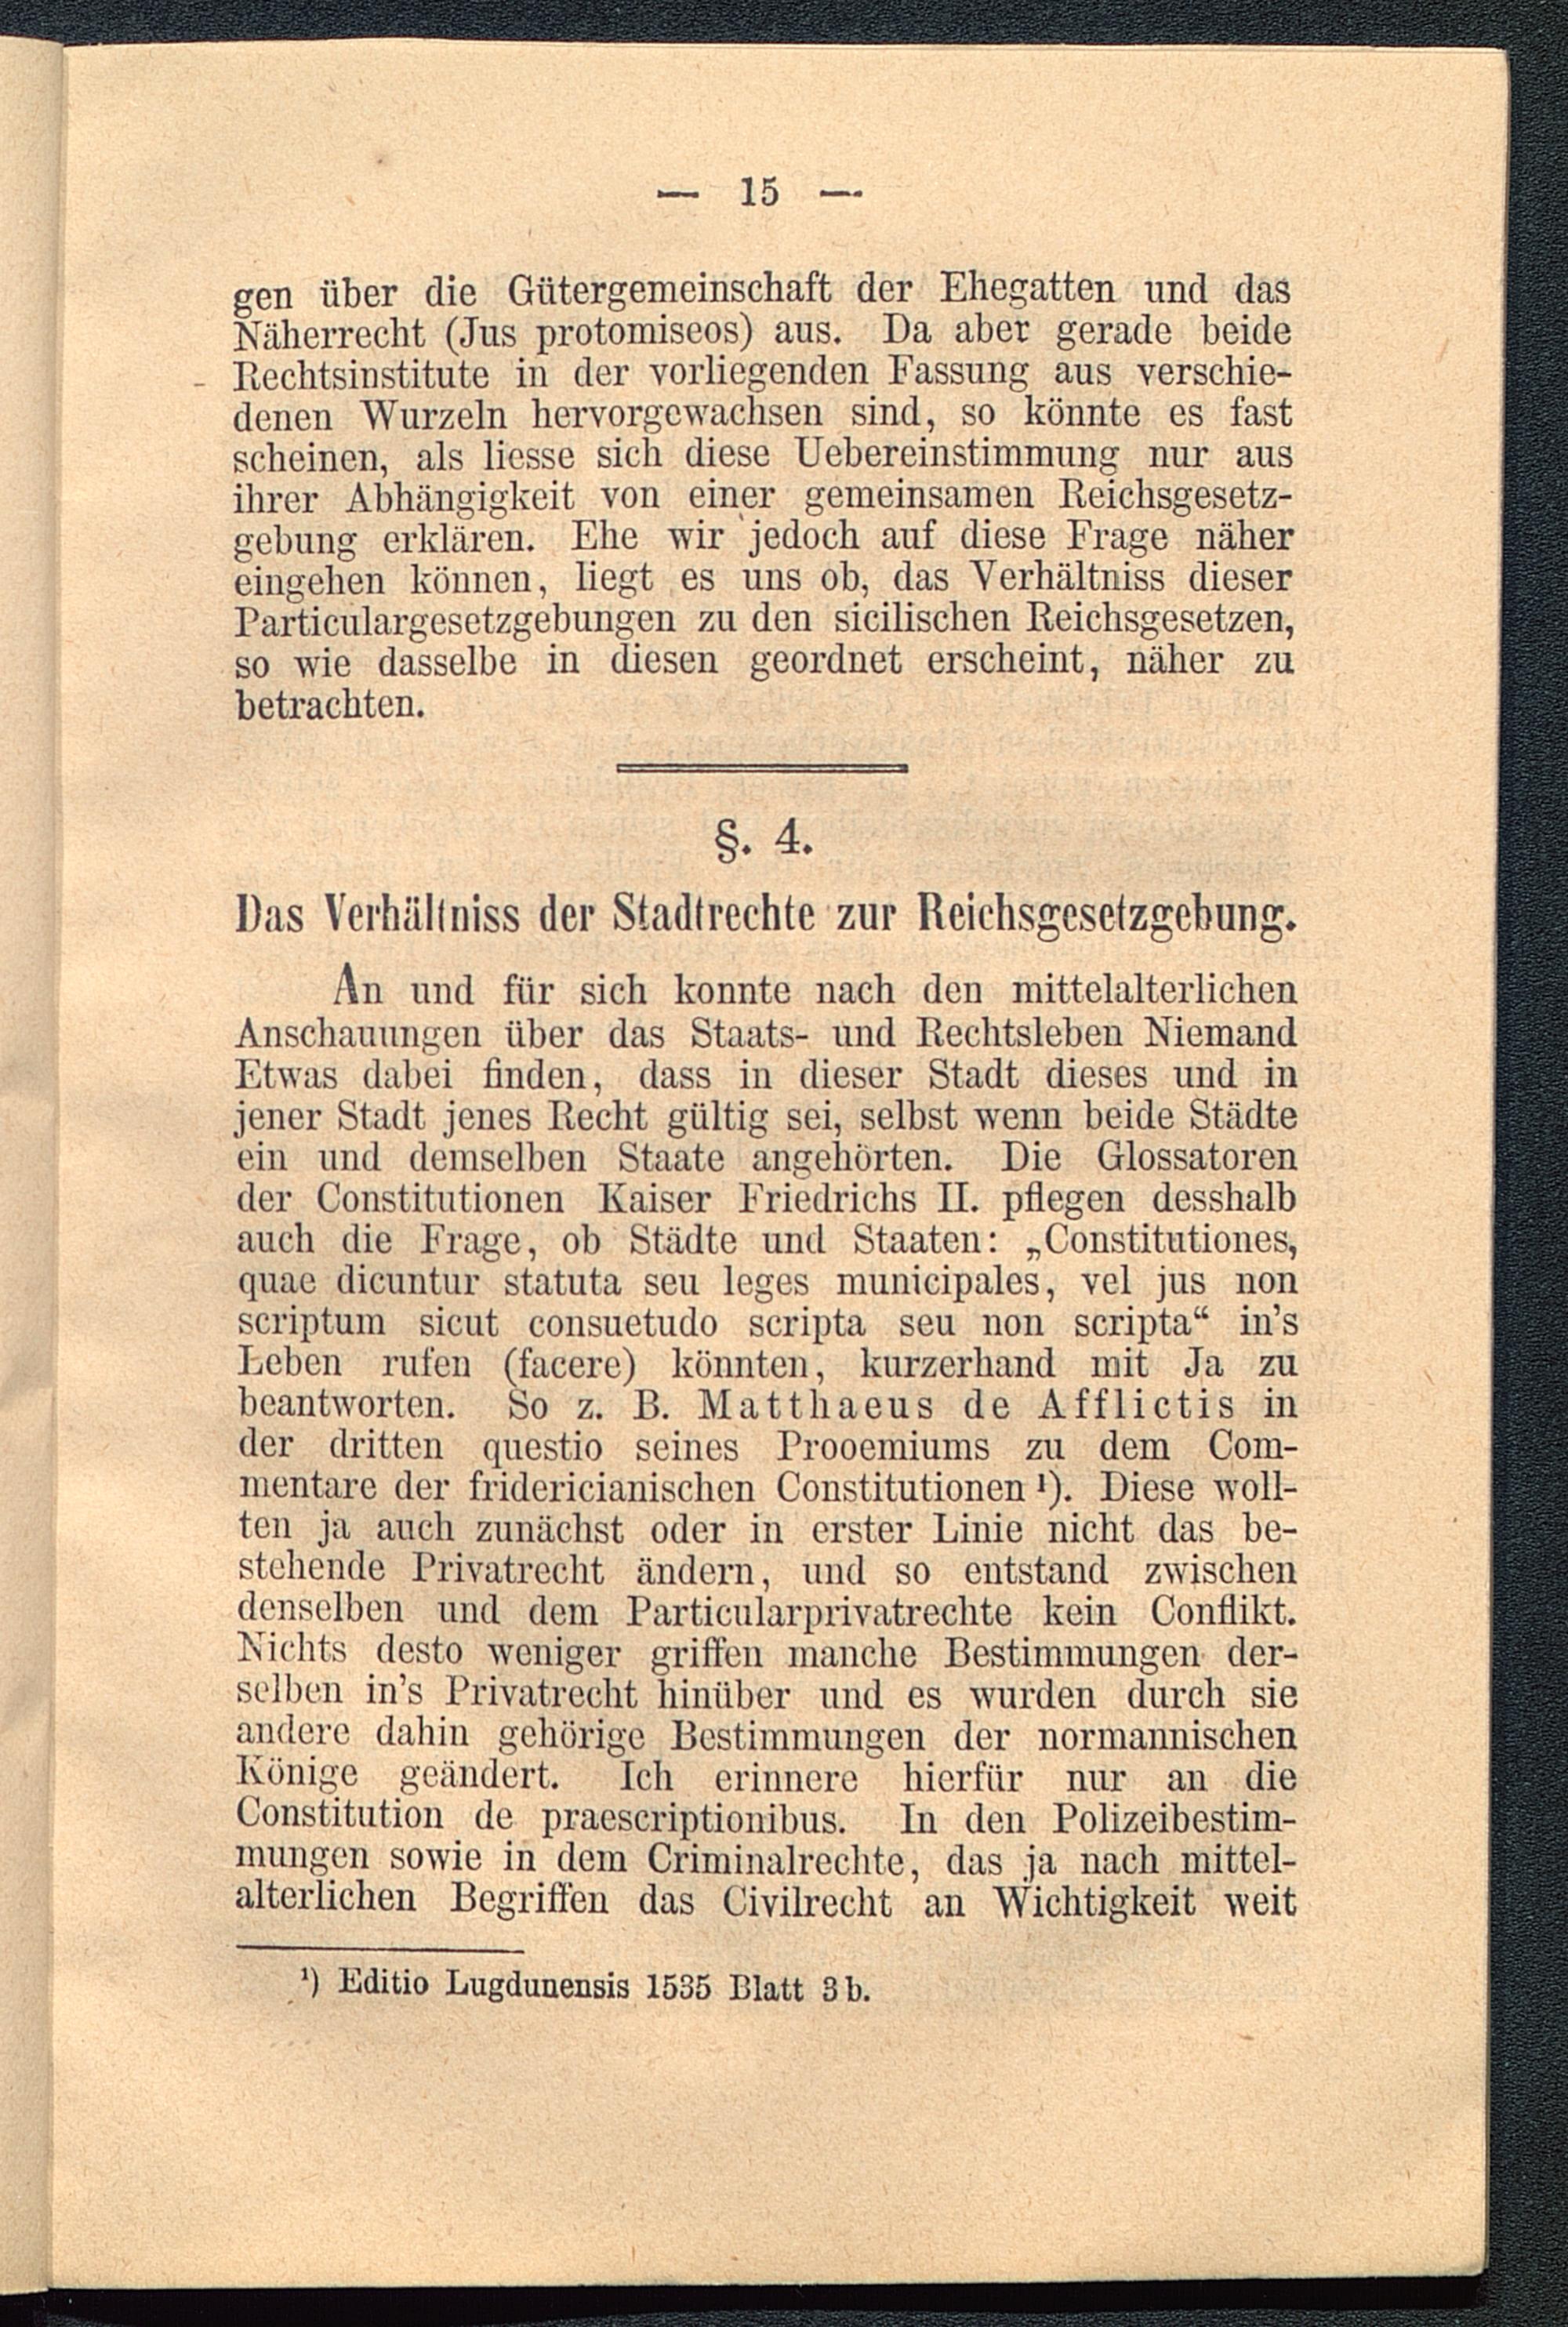 — 15 —
gen über die Gütergemeinschaft der Ehegatten und das
Näherrecht (Jus protomiseos) aus. Da aber gerade beide
Rechtsinstitute in der vorliegenden Fassung aus verschie-
denen Wurzeln hervorgewachsen sind, so könnte es fast
scheinen, als liesse sich diese Uebereinstimmung nur aus
ihrer Abhängigkeit von einer gemeinsamen Reichsgesetz-
gebung erklären. Ehe wir jedoch auf diese Frage näher
eingehen können, liegt es uns ob, das Verhältniss dieser
Particulargesetzgebungen zu den sicilischen Reichsgesetzen,
so wie dasselbe in diesen geordnet erscheint, näher zu
betrachten.
§. 4.
Das Verhältniss der Stadtrechte zur Reichsgesetzgebung.
An und für sich konnte nach den mittelalterlichen
Anschauungen über das Staats- und Rechtsleben Niemand
Etwas dabei finden, dass in dieser Stadt dieses und in
jener Stadt jenes Recht gültig sei, selbst wenn beide Städte
ein und demselben Staate angehörten. Die Glossatoren
der Constitutionen Kaiser Friedrichs II. pflegen desshalb
auch die Frage, ob Städte und Staaten: „Constitutiones,
quae dicuntur statuta seu leges municipales, vel jus non
scriptum sicut consuetudo scripta seu non scripta“ in's
Leben rufen (facere) könnten, kurzerhand mit Ja zu
beantworten. So z. B. Matthaeus de Afflictis in
der dritten questio seines Prooemiums zu dem Com-
mentare der fridericianischen Constitutionen ¹). Diese woll-
ten ja auch zunächst oder in erster Linie nicht das be-
stehende Privatrecht ändern, und so entstand zwischen
denselben und dem Particularprivatrechte kein Conflikt.
Nichts desto weniger griffen manche Bestimmungen der-
selben in's Privatrecht hinüber und es wurden durch sie
andere dahin gehörige Bestimmungen der normannischen
Könige geändert. Ich erinnere hierfür nur an die
Constitution de praescriptionibus. In den Polizeibestim-
mungen sowie in dem Criminalrechte, das ja nach mittel-
alterlichen Begriffen das Civilrecht an Wichtigkeit weit
¹) Editio Lugdunensis 1535 Blatt 3 b.